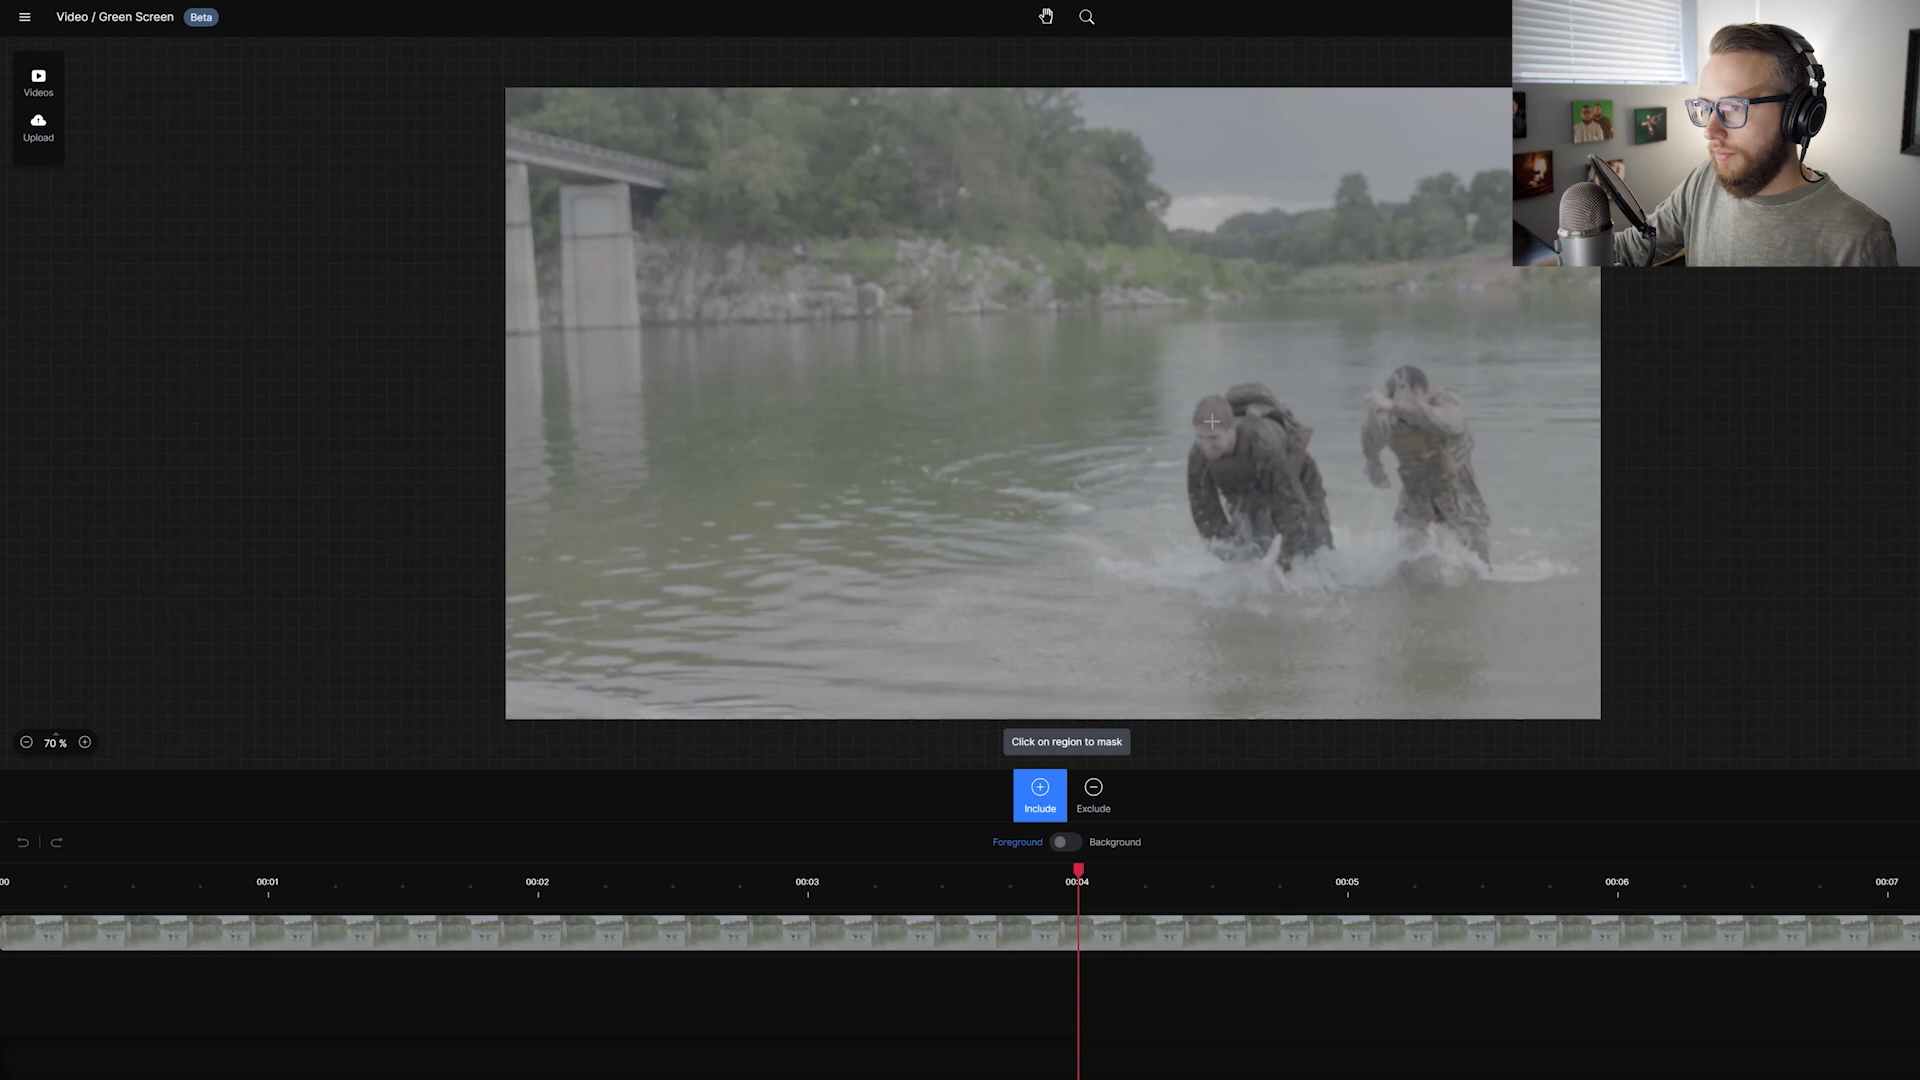 Video / Green Screen Beta
Videos
Upload
70 %
Click on region to mask
Include Exclude
Foreground Background
00 00:01 00:02 00:03 00:04 00:05 00:06 00:07